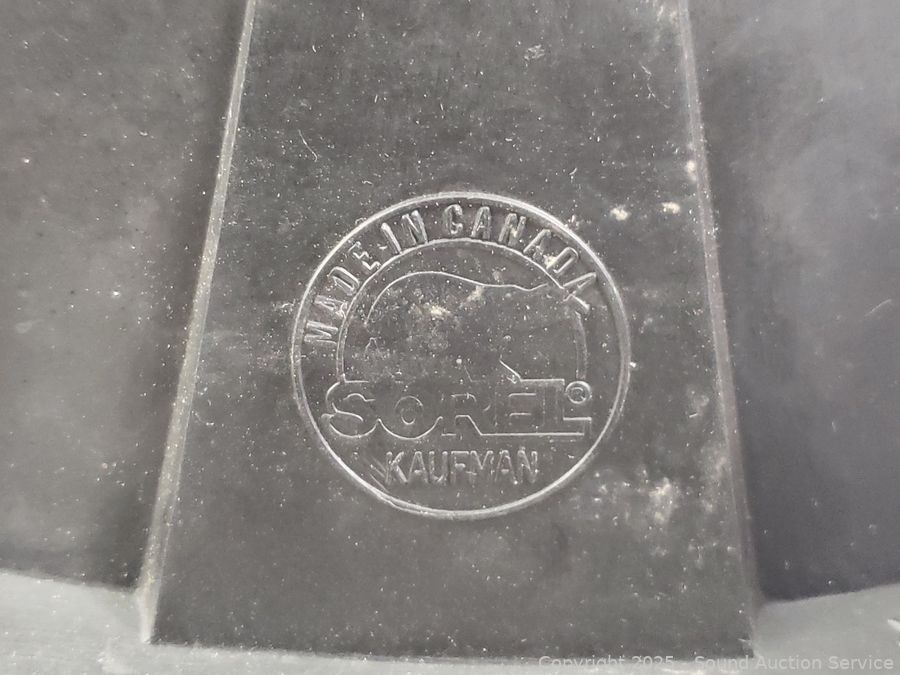 MADE IN CANADA
SOREL®
KAUFMAN
Copyright 2025 - Sound Auction Service